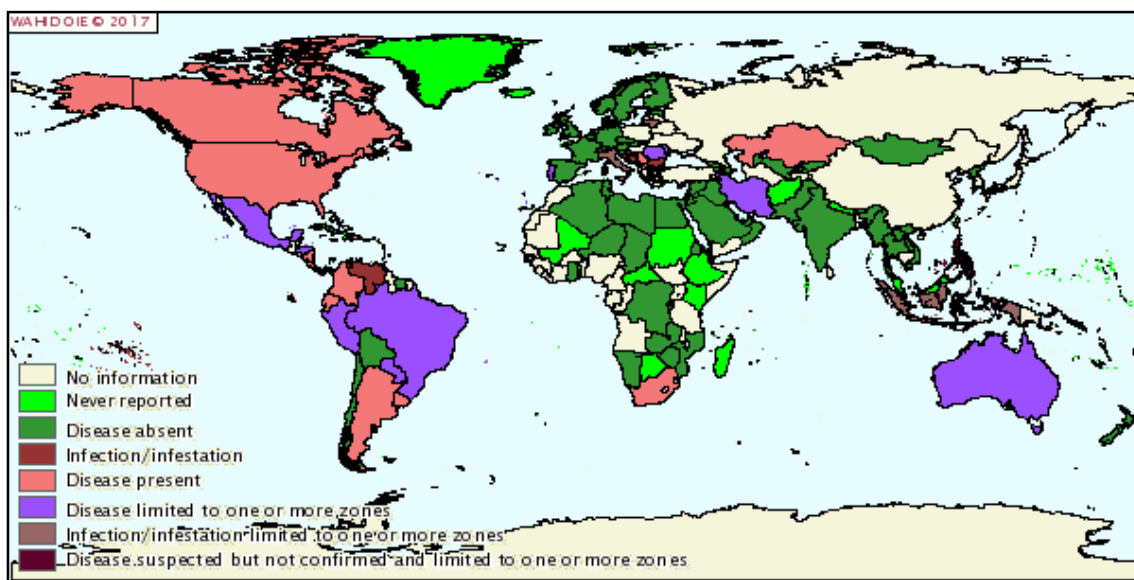 WAHIDOIE © 2017
No information
Never reported
Disease absent
Infection/infestation
Disease present
Disease limited to one or more zones
Infection/infestation limited to one or more zones
Disease suspected but not confirmed and limited to one or more zones